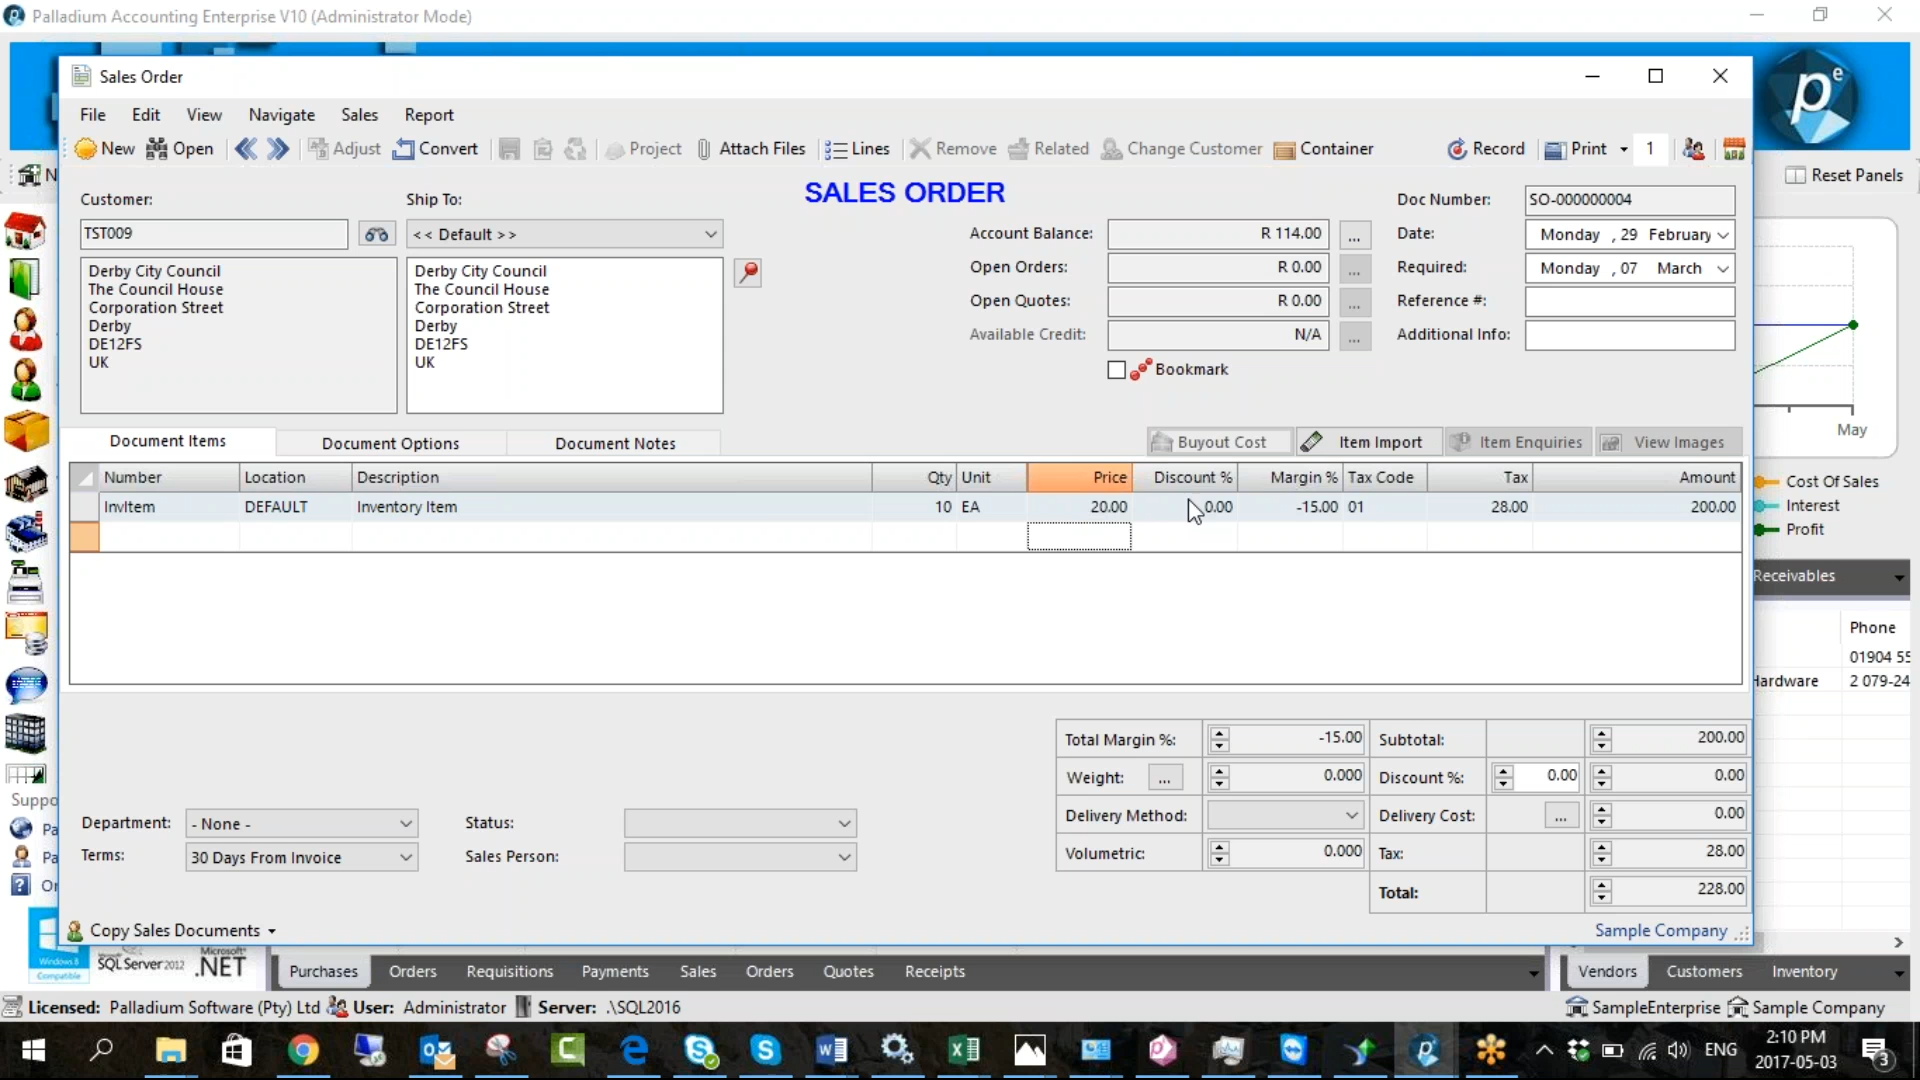 Palladium Accounting Enterprise V10 (Administrator Mode)
Sales Order
File Edit View Navigate Sales Report
New Open Adjust Convert Project Attach Files Lines Remove Related Change Customer Container Record Print 1
Reset Panels
SALES ORDER
Customer: Ship To:
TST009 << Default >>
Derby City Council
The Council House
Corporation Street
Derby
DE12FS
UK
Derby City Council
The Council House
Corporation Street
Derby
DE12FS
UK
Account Balance: R 114.00 ...
Open Orders: R 0.00 ...
Open Quotes: R 0.00 ...
Available Credit: N/A ...
Bookmark
Doc Number: SO-000000004
Date: Monday , 29 February
Required: Monday , 07 March
Reference #:
Additional Info:
May
Document Items Document Options Document Notes Buyout Cost Item Import Item Enquiries View Images
Number Location Description Qty Unit Price Discount % Margin % Tax Code Tax Amount
InvItem DEFAULT Inventory Item 10 EA 20.00 0.00 -15.00 01 28.00 200.00
Cost Of Sales
Interest
Profit
Receivables
Phone
01904 55
Hardware 2 079-24
Total Margin %: -15.00 Subtotal: 200.00
Weight: ... 0.000 Discount %: 0.00 0.00
Delivery Method: Delivery Cost: ... 0.00
Volumetric: 0.000 Tax: 28.00
Total: 228.00
Department: - None - Status:
Terms: 30 Days From Invoice Sales Person:
Suppo
Pa
Pa
Copy Sales Documents Sample Company
Windows 8
Compatible
SQL Server 2012
Microsoft
.NET
Purchases Orders Requisitions Payments Sales Orders Quotes Receipts Vendors Customers Inventory
Licensed: Palladium Software (Pty) Ltd User: Administrator Server: .\SQL2016 SampleEnterprise Sample Company
ENG
2:10 PM
2017-05-03
3